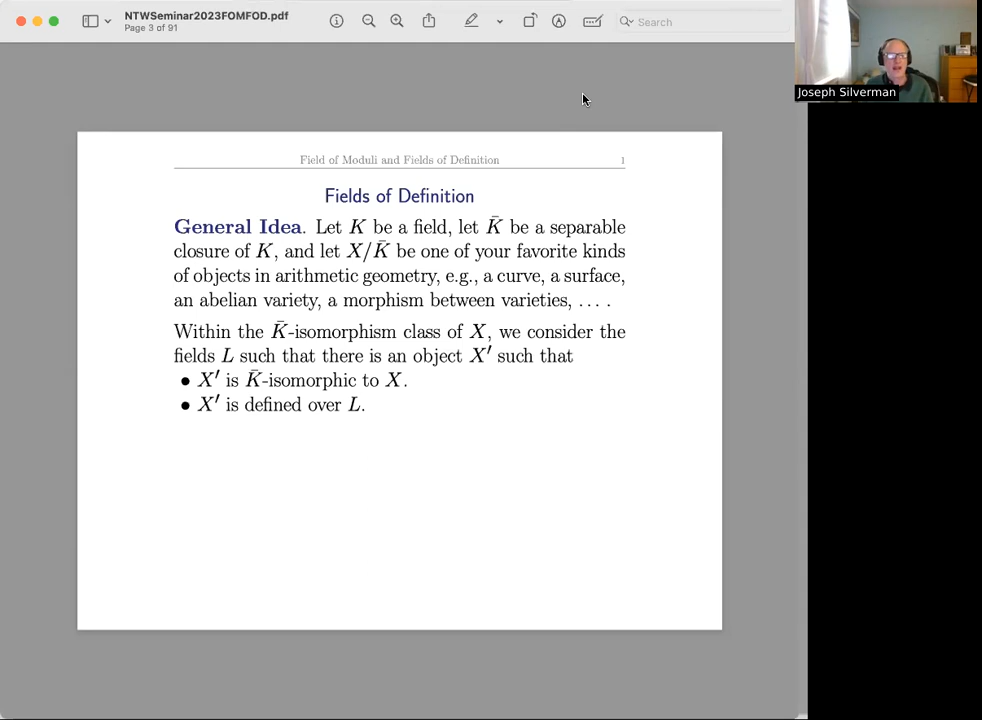 NTWSeminar2023FOMFOD.pdf
Page 3 of 91
Search
Joseph Silverman
Field of Moduli and Fields of Definition 1
Fields of Definition
General Idea. Let K be a field, let K̄ be a separable
closure of K, and let X/K̄ be one of your favorite kinds
of objects in arithmetic geometry, e.g., a curve, a surface,
an abelian variety, a morphism between varieties, … .
Within the K̄-isomorphism class of X, we consider the
fields L such that there is an object X′ such that
• X′ is K̄-isomorphic to X.
• X′ is defined over L.